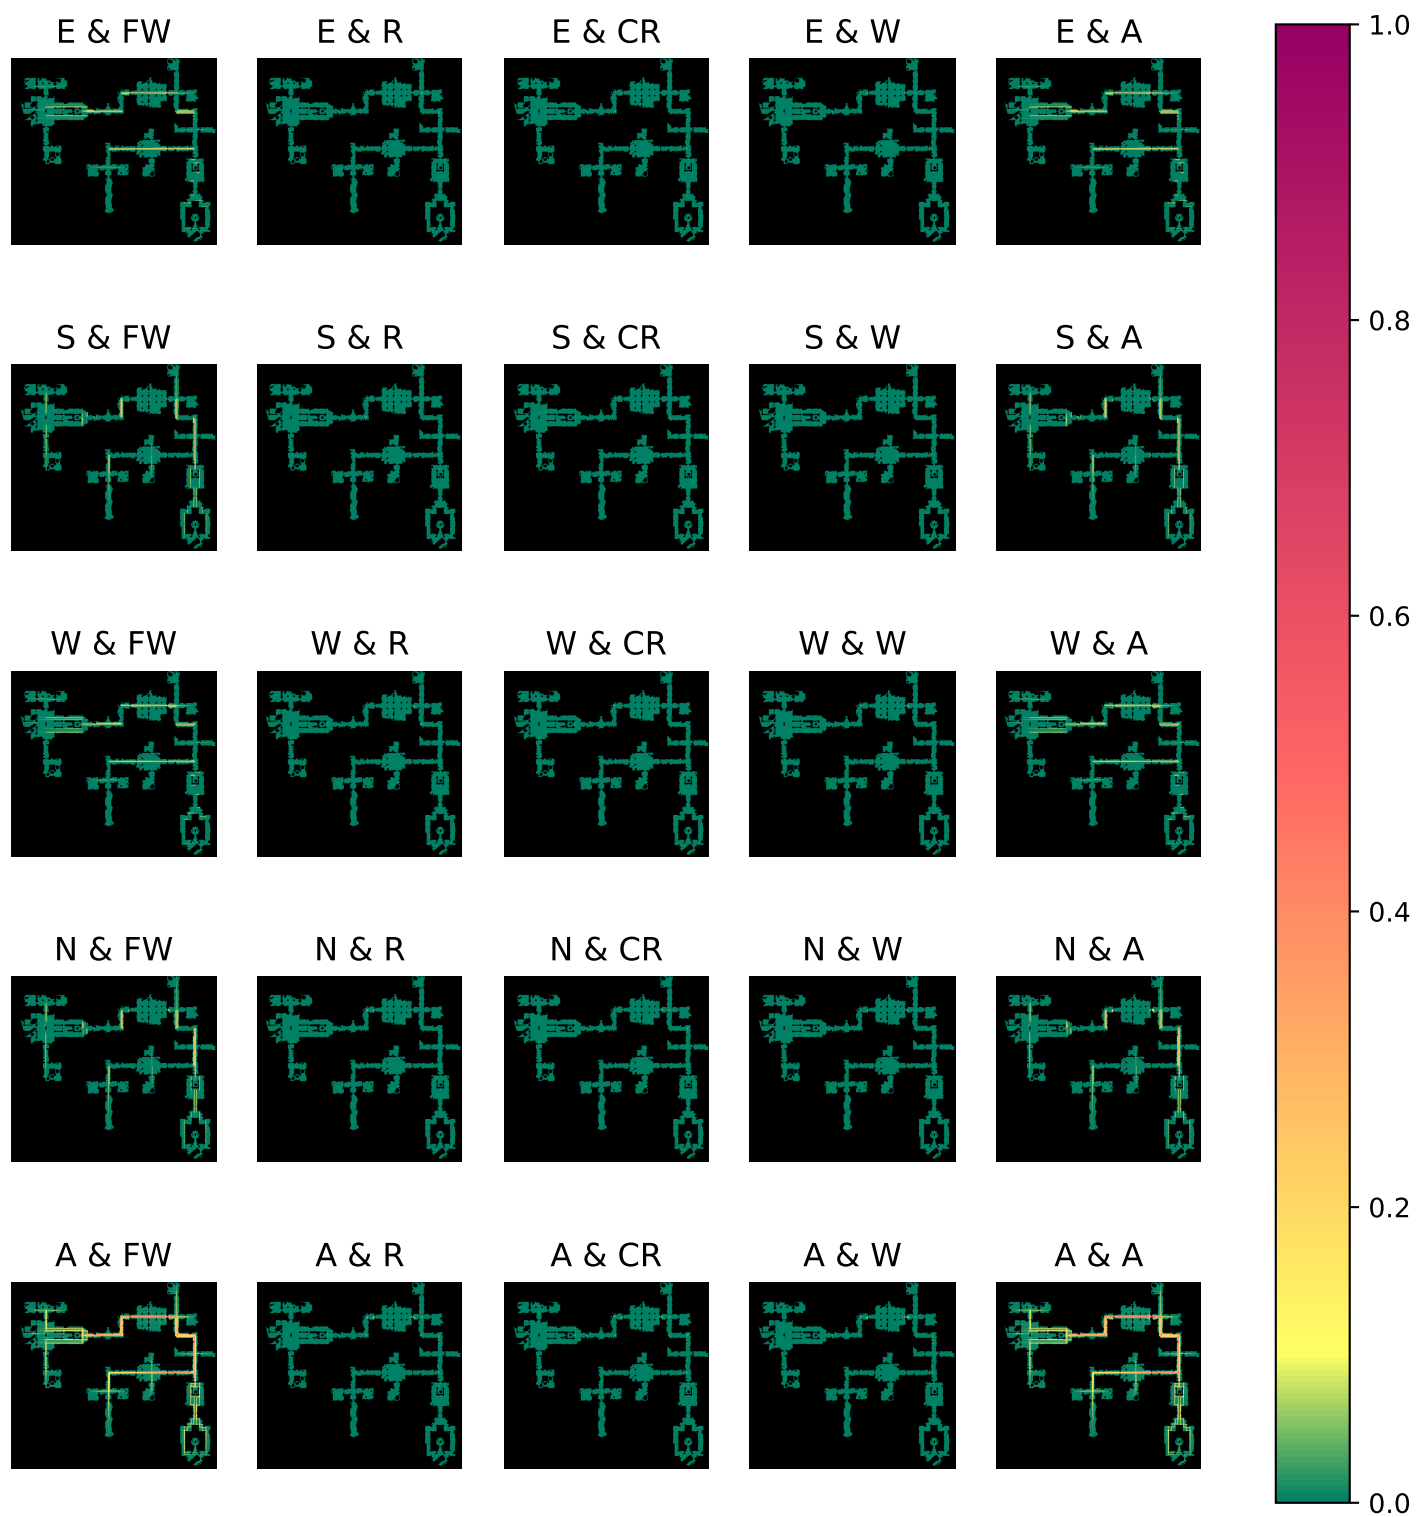 E & FW E & R E & CR E & W E & A
S & FW S & R S & CR S & W S & A
W & FW W & R W & CR W & W W & A
N & FW N & R N & CR N & W N & A
A & FW A & R A & CR A & W A & A
1.0
0.8
0.6
0.4
0.2
0.0